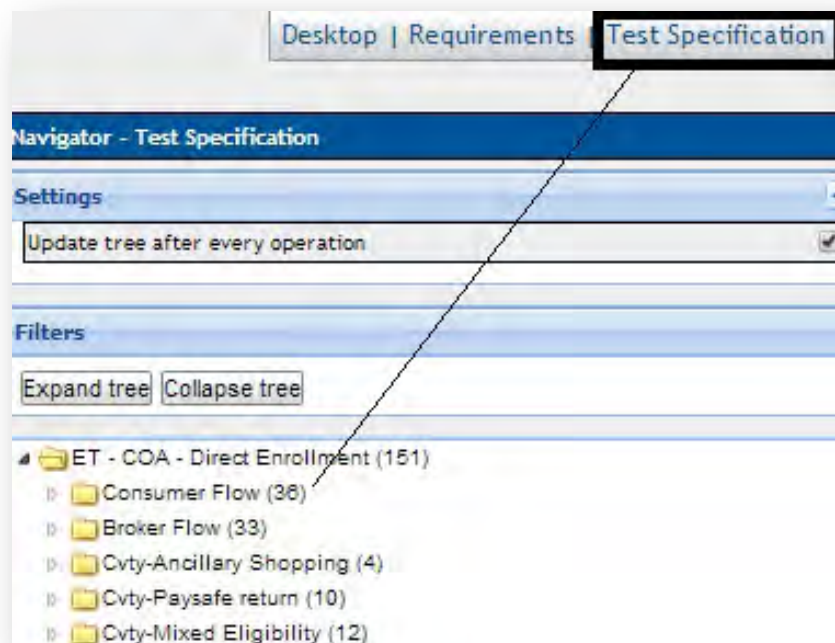 Desktop | Requirements | Test Specification
Navigator - Test Specification
Settings
Update tree after every operation
Filters
Expand tree Collapse tree
ET - COA - Direct Enrollment (151)
Consumer Flow (36)
Broker Flow (33)
Cvty-Ancillary Shopping (4)
Cvty-Paysafe return (10)
Cvty-Mixed Eligibility (12)